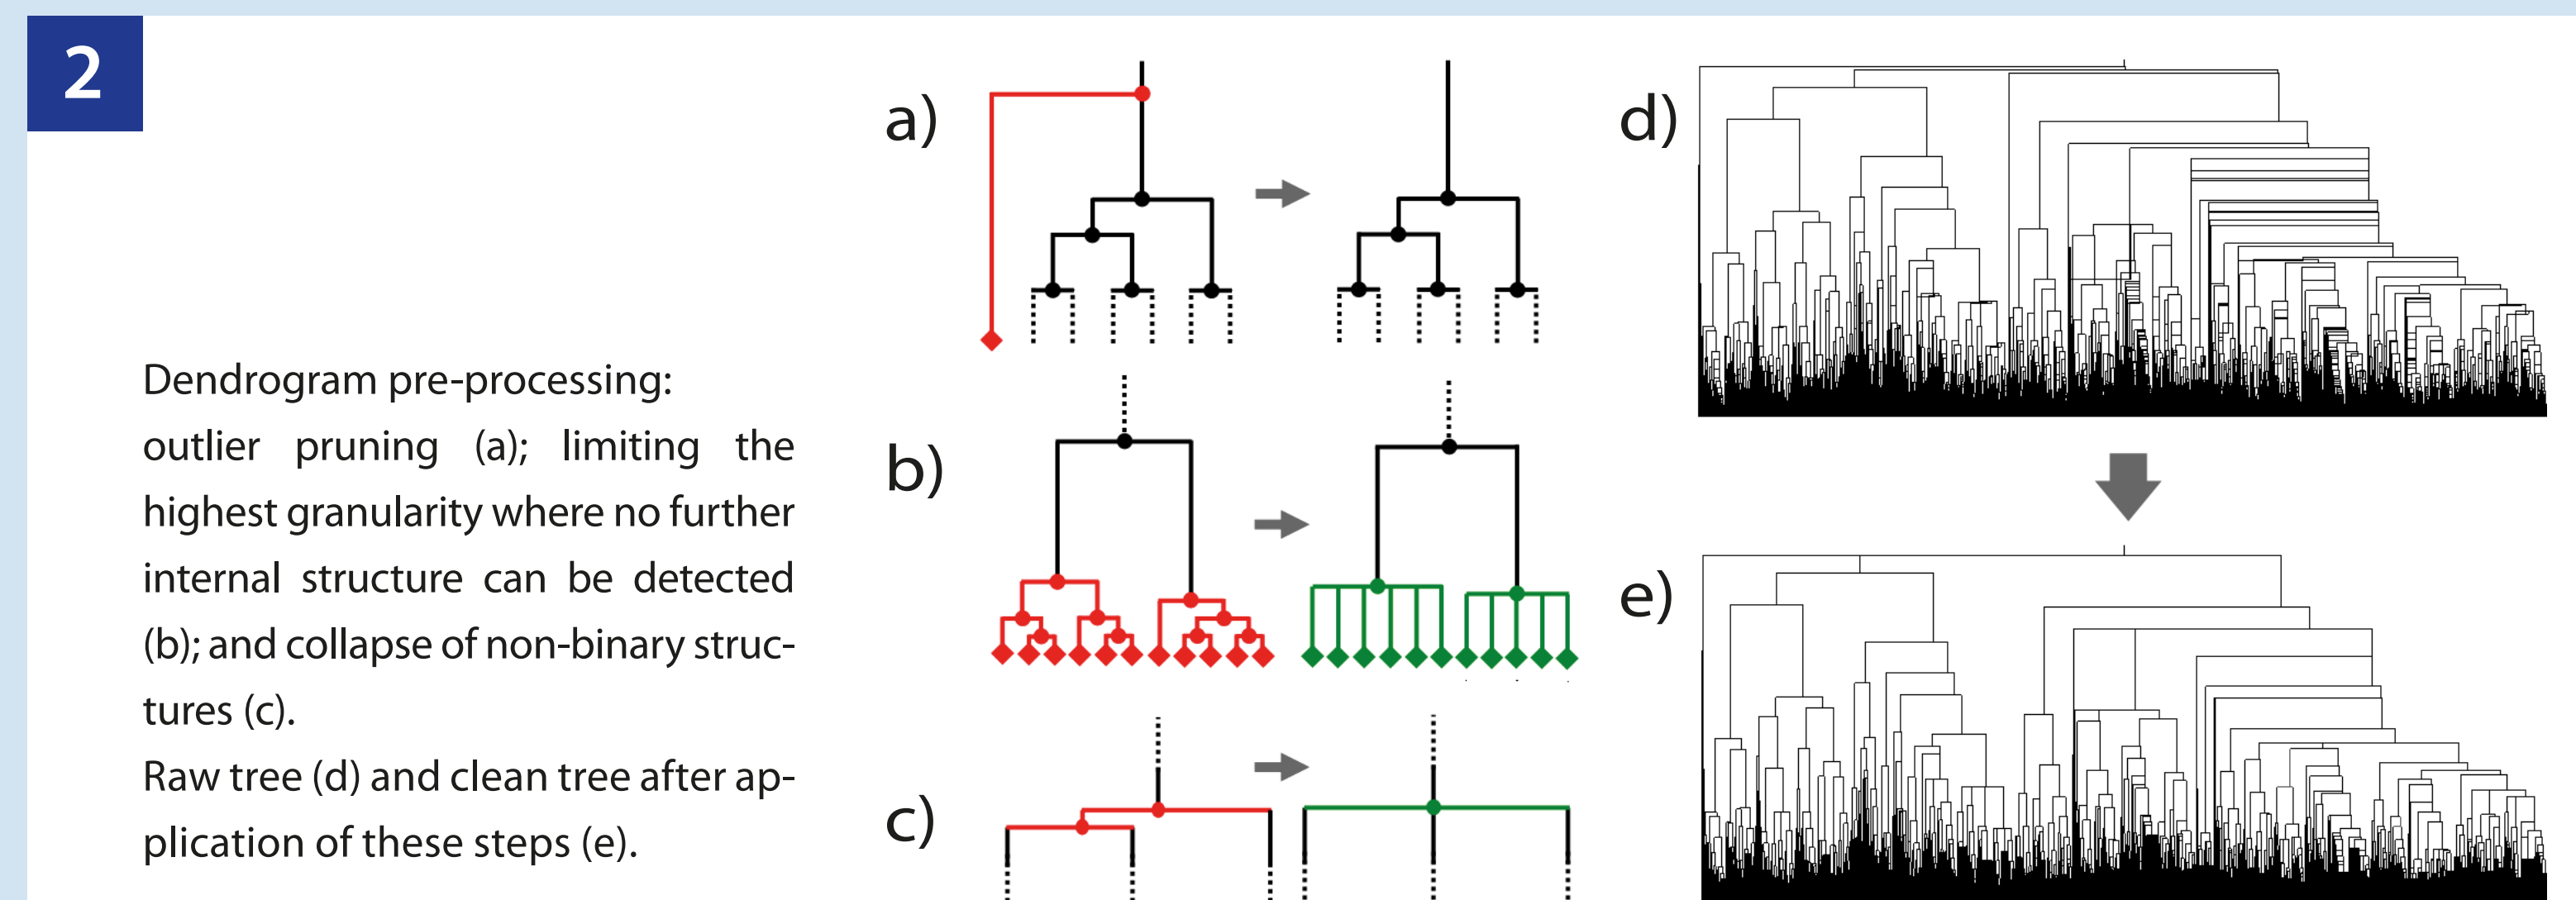 2
Dendrogram pre-processing:
outlier pruning (a); limiting the
highest granularity where no further
internal structure can be detected
(b); and collapse of non-binary struc-
tures (c).
Raw tree (d) and clean tree after ap-
plication of these steps (e).
a)
b)
c)
d)
e)